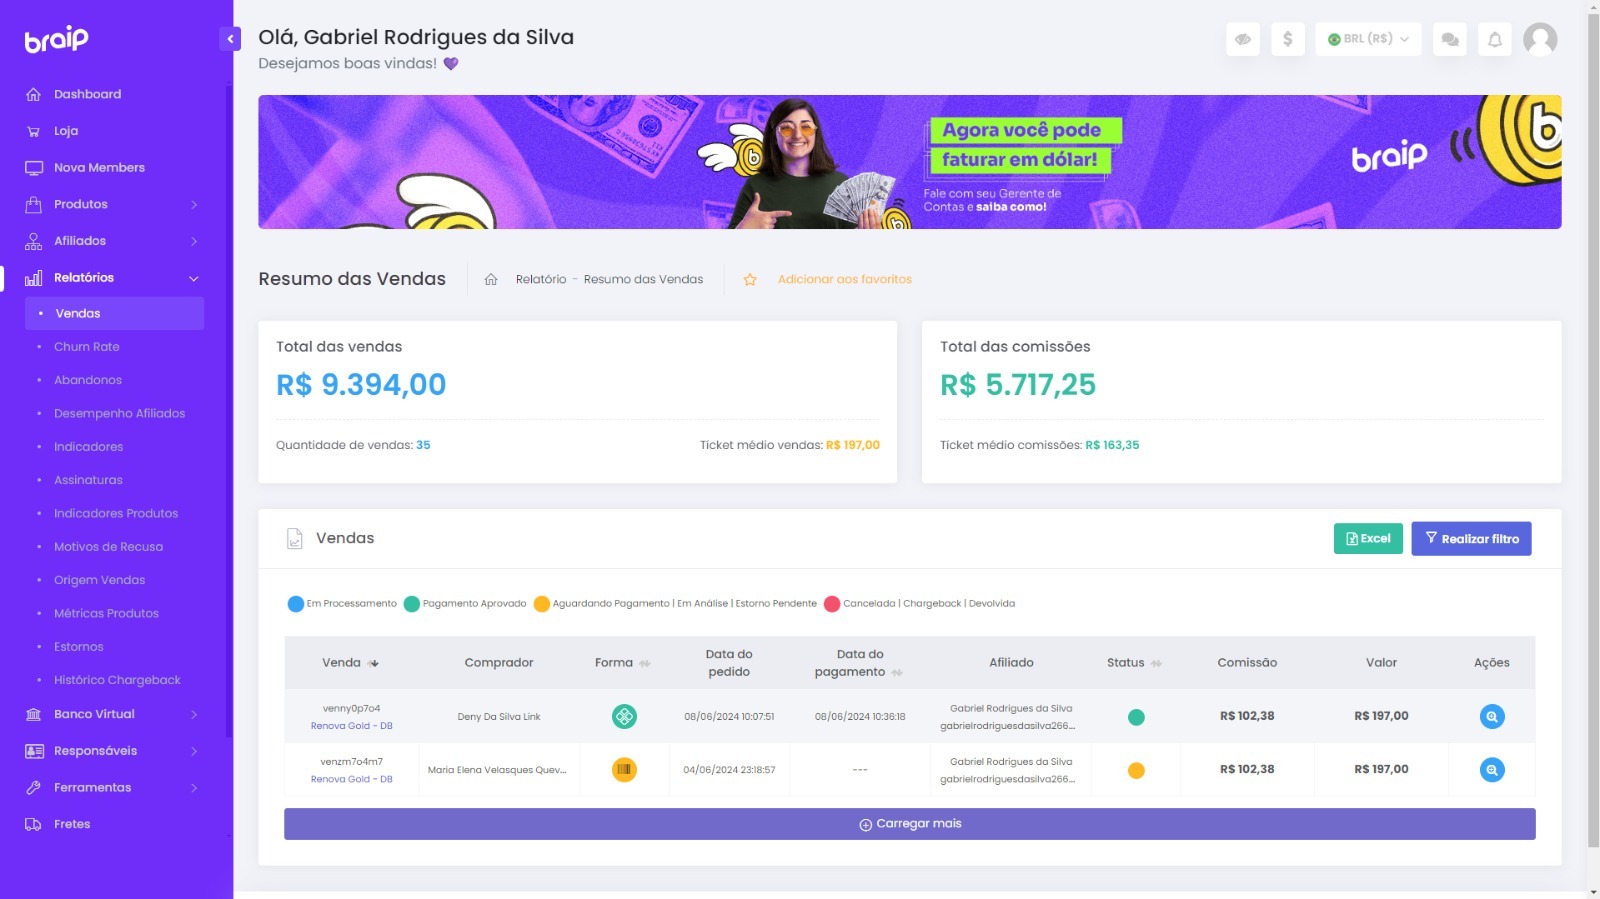 braip
Dashboard
Loja
Nova Members
Produtos
Afiliados
Relatórios
Vendas
Churn Rate
Abandonos
Desempenho Afiliados
Indicadores
Assinaturas
Indicadores Produtos
Motivos de Recusa
Origem Vendas
Métricas Produtos
Estornos
Histórico Chargeback
Banco Virtual
Responsáveis
Ferramentas
Fretes
Olá, Gabriel Rodrigues da Silva
Desejamos boas vindas! 💜
$ BRL (R$)
Agora você pode
faturar em dólar!
Fale com seu Gerente de
Contas e saiba como!
braip
Resumo das Vendas Relatório - Resumo das Vendas Adicionar aos favoritos
Total das vendas
R$ 9.394,00
Quantidade de vendas: 35 Ticket médio vendas: R$ 197,00
Total das comissões
R$ 5.717,25
Ticket médio comissões: R$ 163,35
Vendas Excel Realizar filtro
Em Processamento Pagamento Aprovado Aguardando Pagamento | Em Análise | Estorno Pendente Cancelada | Chargeback | Devolvida
Venda Comprador Forma Data do pedido Data do pagamento Afiliado Status Comissão Valor Ações
venny0p7o4 Deny Da Silva Link 08/06/2024 10:07:51 08/06/2024 10:36:18 Gabriel Rodrigues da Silva R$ 102,38 R$ 197,00
Renova Gold - DB gabrielrodriguesdasilva266...
venzm7o4m7 Maria Elena Velasques Quev... 04/06/2024 23:18:57 --- Gabriel Rodrigues da Silva R$ 102,38 R$ 197,00
Renova Gold - DB gabrielrodriguesdasilva266...
Carregar mais